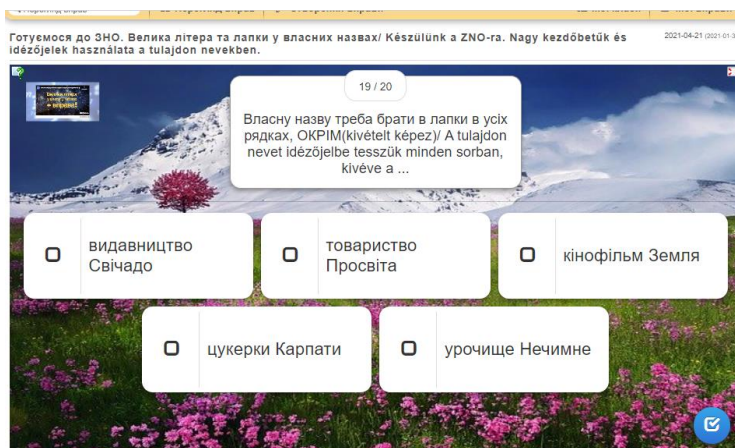 Готуємося до ЗНО. Велика літера та лапки у власних назвах/ Készülünk a ZNO-ra. Nagy kezdőbetűk és
idézőjelek használata a tulajdon nevekben.
2021-04-21
19 / 20
Власну назву треба брати в лапки в усіх
рядках, ОКРІМ(kivételt képez)/ A tulajdon
nevet idézőjelbe tesszük minden sorban,
kivéve a ...
видавництво
Свічадо
товариство
Просвіта
кінофільм Земля
цукерки Карпати
урочище Нечимне